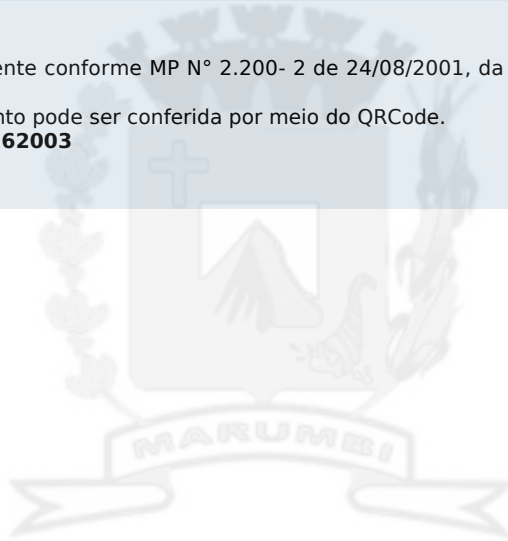 ente conforme MP N° 2.200- 2 de 24/08/2001, da
nto pode ser conferida por meio do QRCode.
62003
MARUMBI